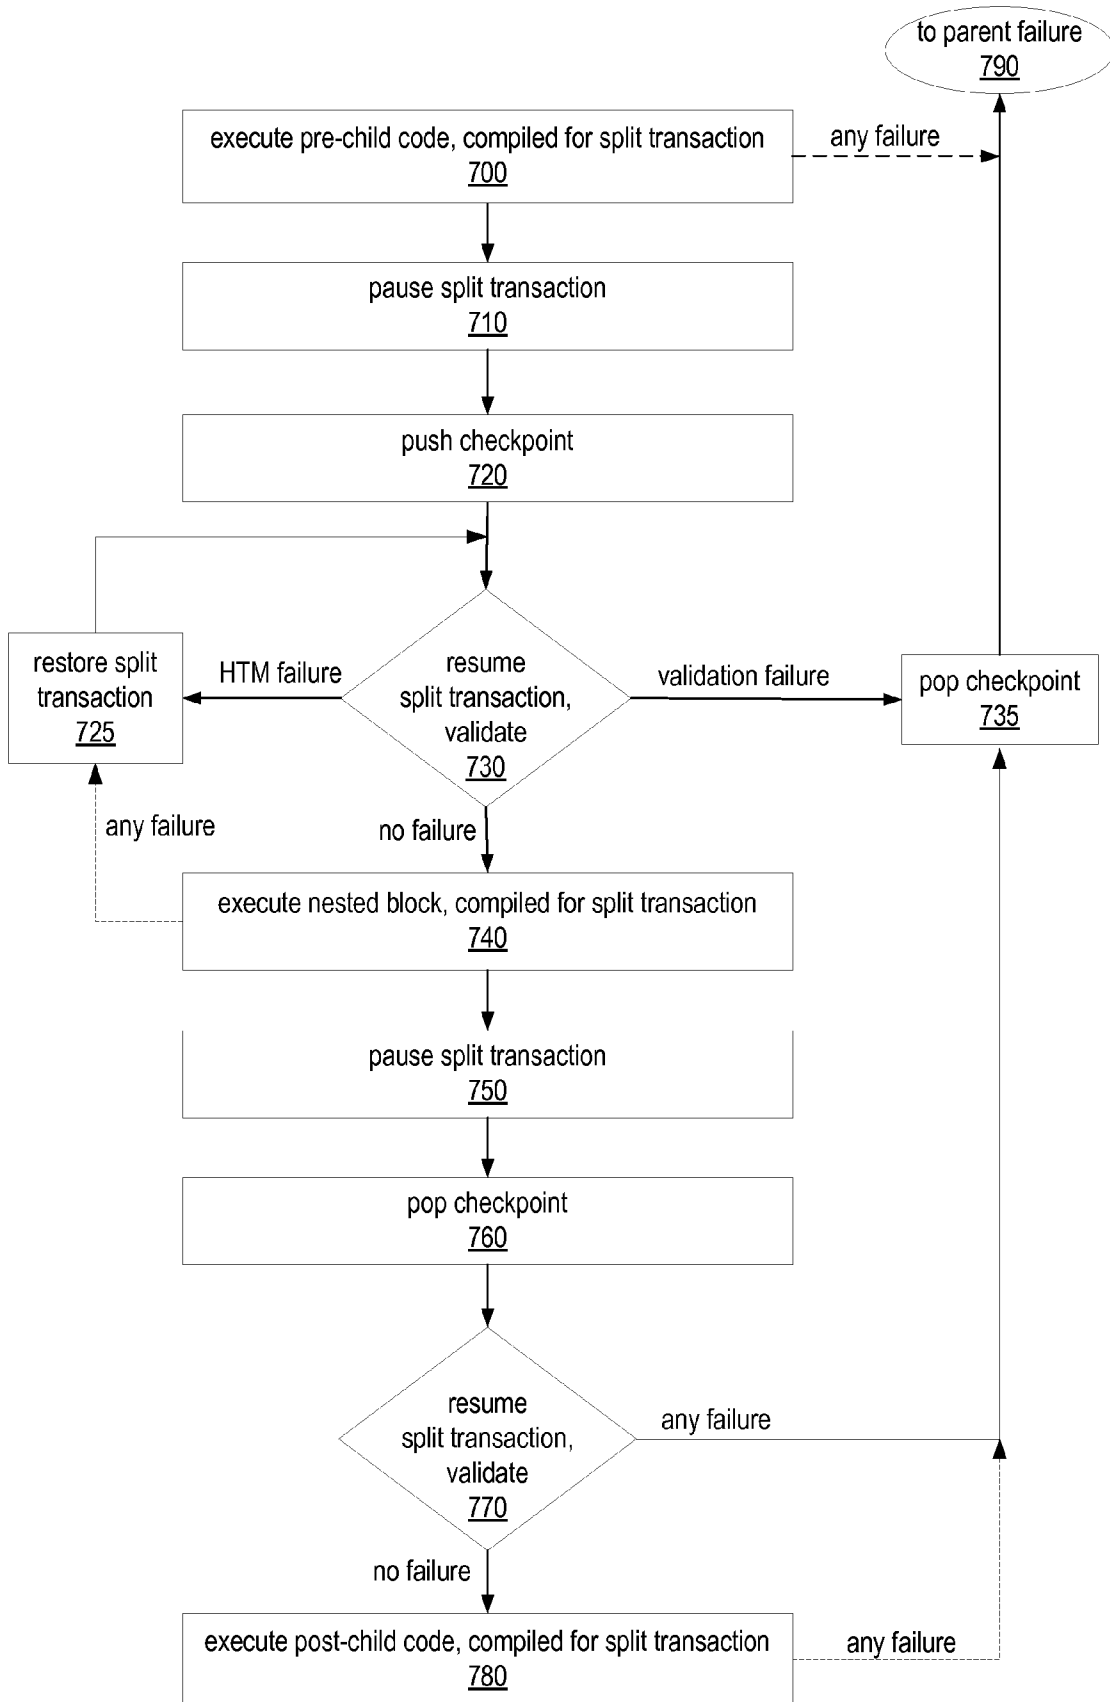 to parent failure
790
execute pre-child code, compiled for split transaction
700
any failure
pause split transaction
710
push checkpoint
720
restore split
transaction
725
HTM failure
resume
split transaction,
validate
730
validation failure
pop checkpoint
735
any failure
no failure
execute nested block, compiled for split transaction
740
pause split transaction
750
pop checkpoint
760
resume
split transaction,
validate
770
any failure
no failure
execute post-child code, compiled for split transaction
780
any failure